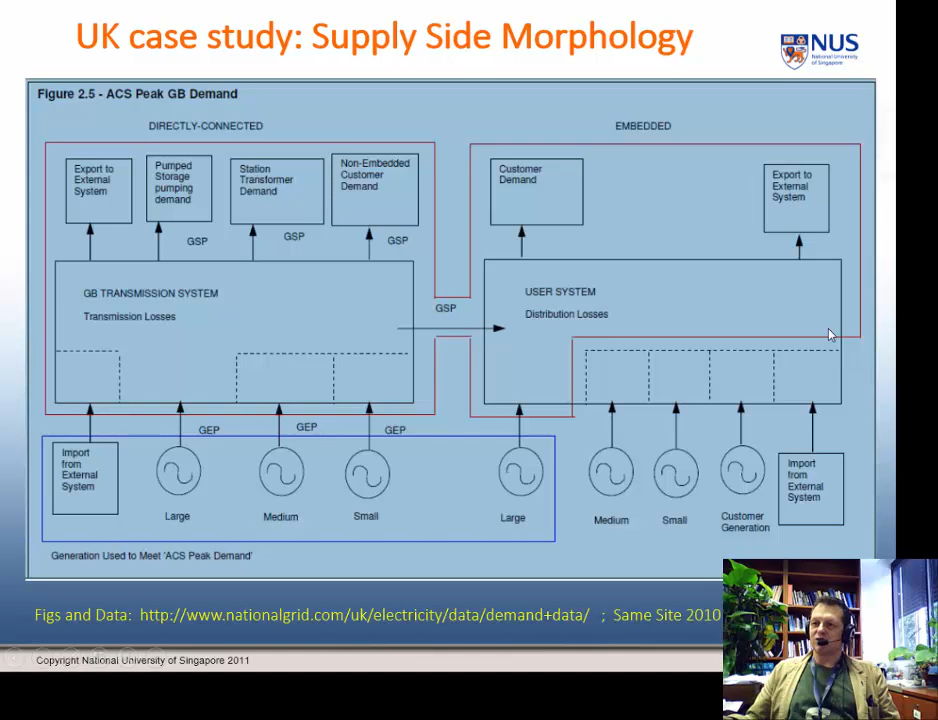 UK case study: Supply Side Morphology
NUS
National University
of Singapore
Figure 2.5 - ACS Peak GB Demand
DIRECTLY-CONNECTED
EMBEDDED
Export to
External
System
Pumped
Storage
pumping
demand
Station
Transformer
Demand
Non-Embedded
Customer
Demand
Customer
Demand
Export to
External
System
GSP
GSP
GSP
GB TRANSMISSION SYSTEM
Transmission Losses
GSP
USER SYSTEM
Distribution Losses
GEP
GEP
GEP
Import
from
External
System
Large
Medium
Small
Large
Medium
Small
Customer
Generation
Import
from
External
System
Generation Used to Meet 'ACS Peak Demand'
Figs and Data: http://www.nationalgrid.com/uk/electricity/data/demand+data/ ; Same Site 2010
Copyright National University of Singapore 2011